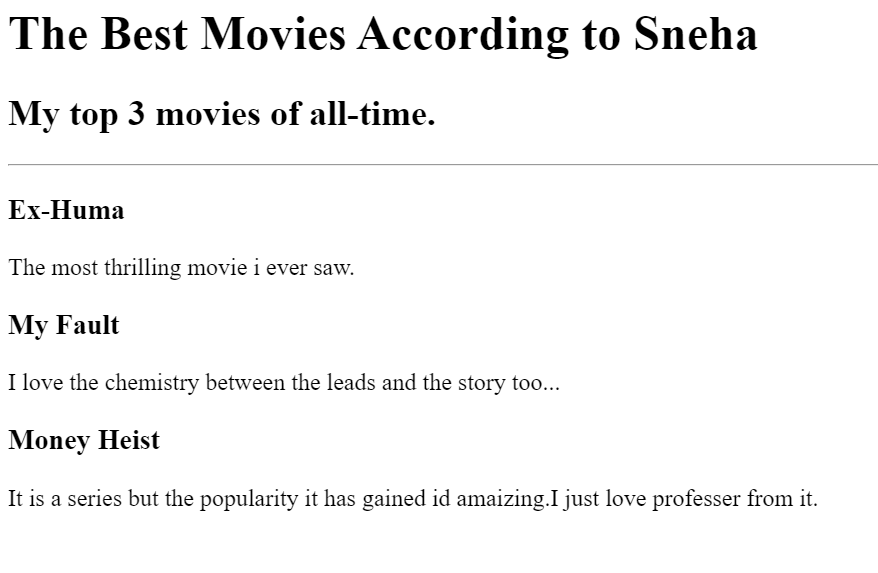 The Best Movies According to Sneha
My top 3 movies of all-time.
Ex-Huma
The most thrilling movie i ever saw.
My Fault
I love the chemistry between the leads and the story too...
Money Heist
It is a series but the popularity it has gained id amaizing.I just love professer from it.